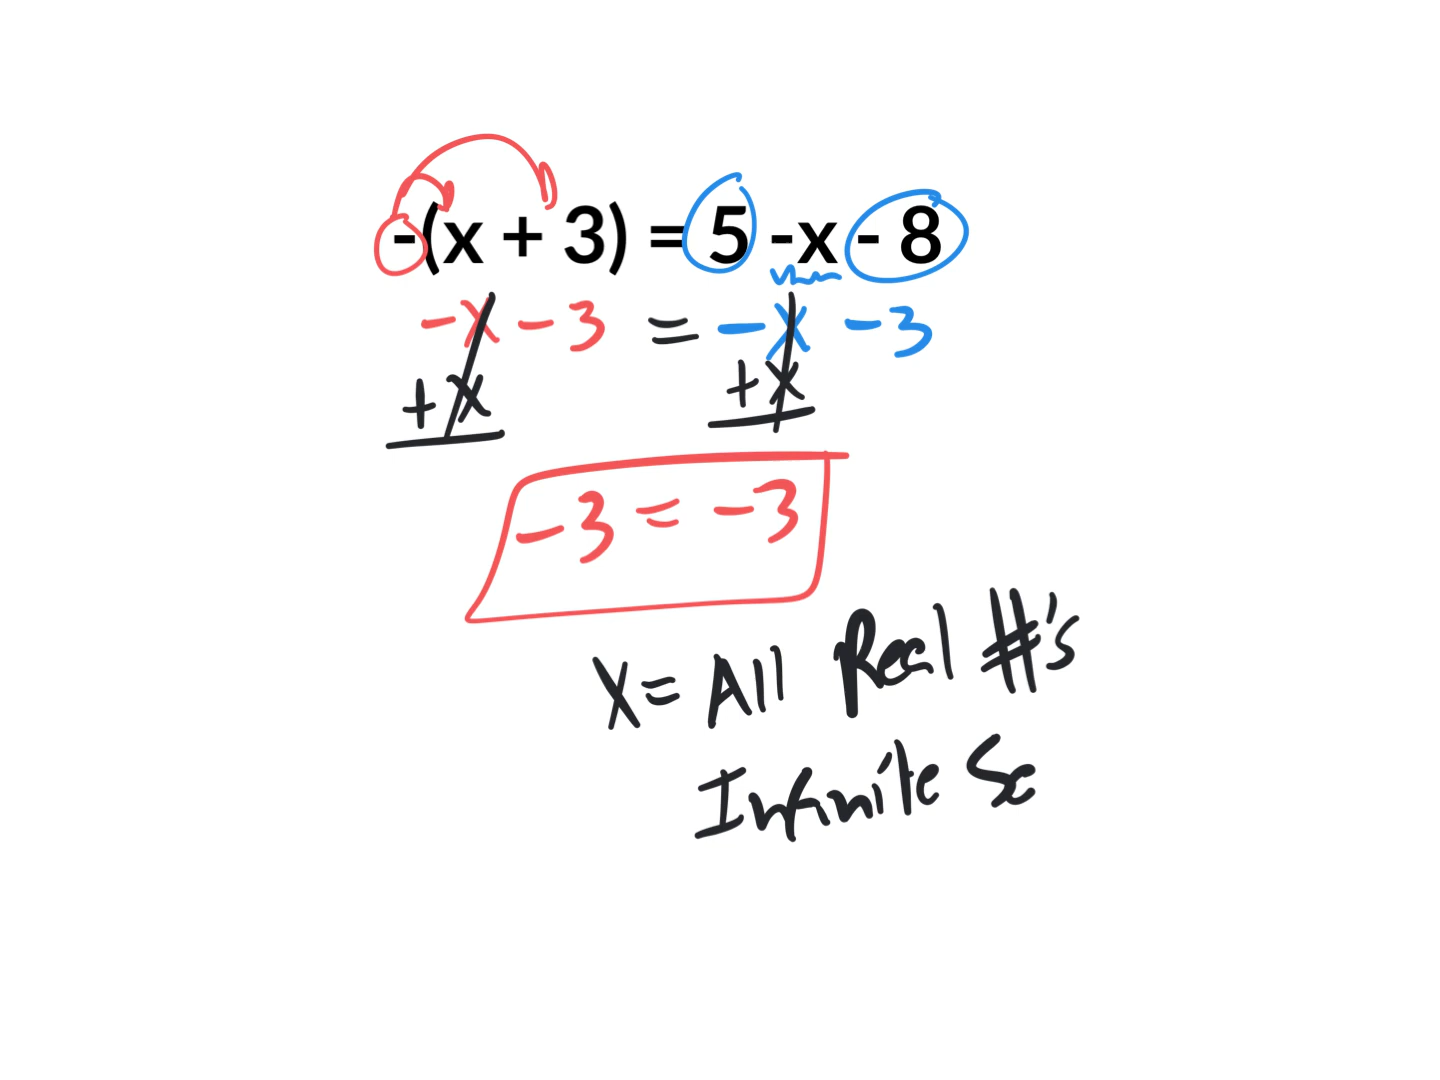 -(x + 3) = 5 -x - 8
-x - 3 = -x - 3
+x +x
-3 = -3
X = All Real #'s
Infinite So